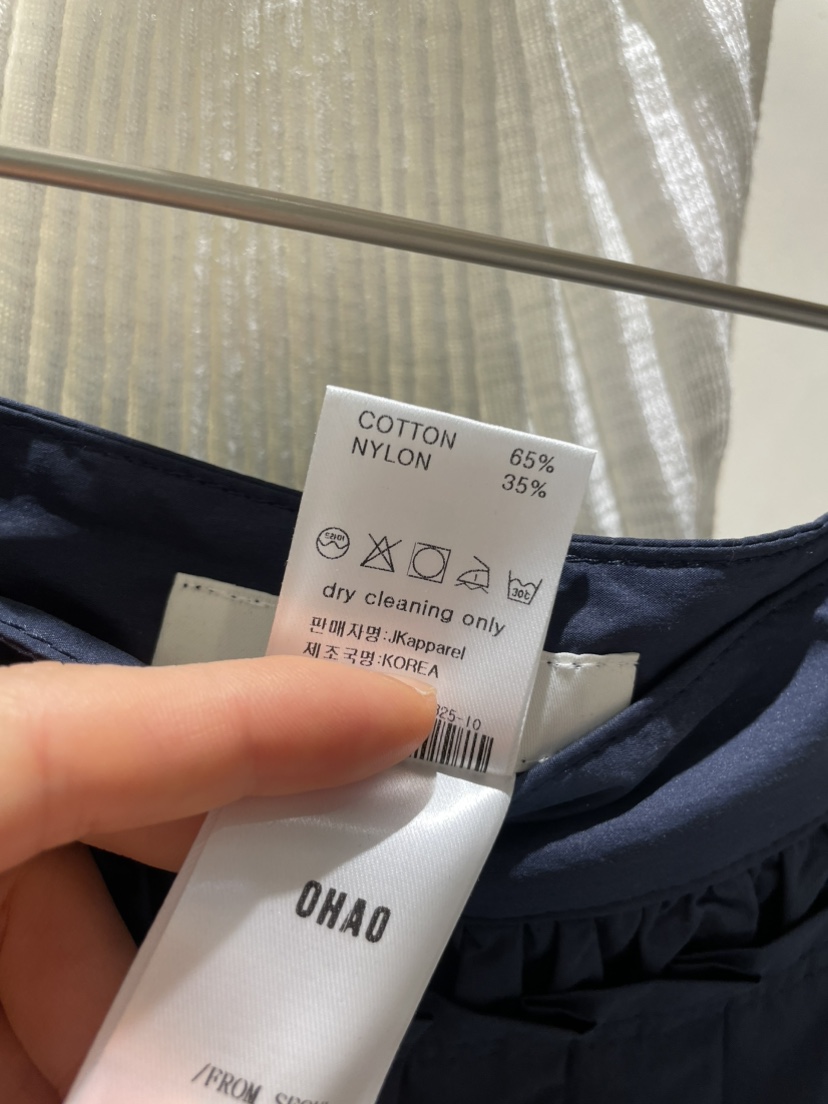 COTTON 65%
NYLON 35%
드라이
30℃
dry cleaning only
판매자명:JKapparel
제조국명:KOREA
325-10
OHAO
/FROM